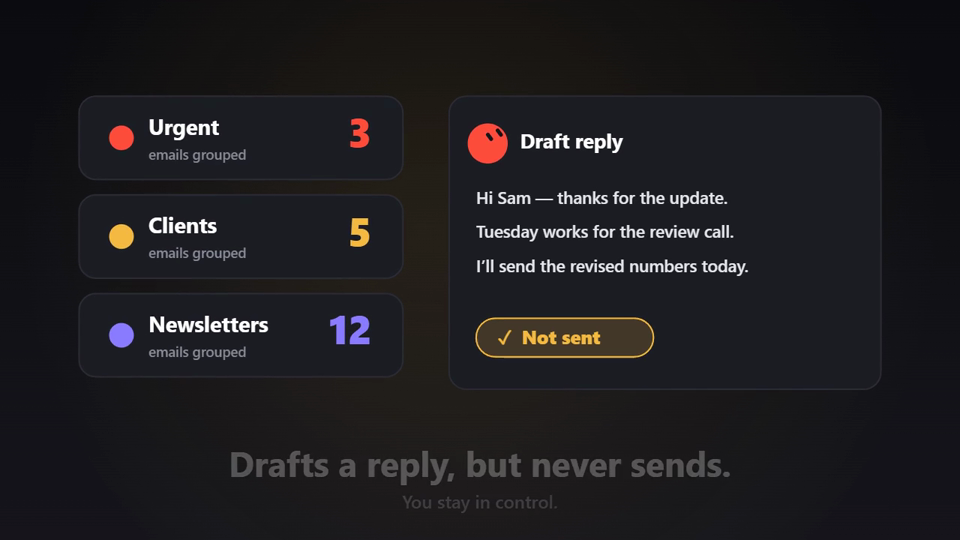 Urgent
emails grouped
3
Clients
emails grouped
5
Newsletters
emails grouped
12
Draft reply
Hi Sam — thanks for the update.
Tuesday works for the review call.
I’ll send the revised numbers today.
✓ Not sent
Drafts a reply, but never sends.
You stay in control.